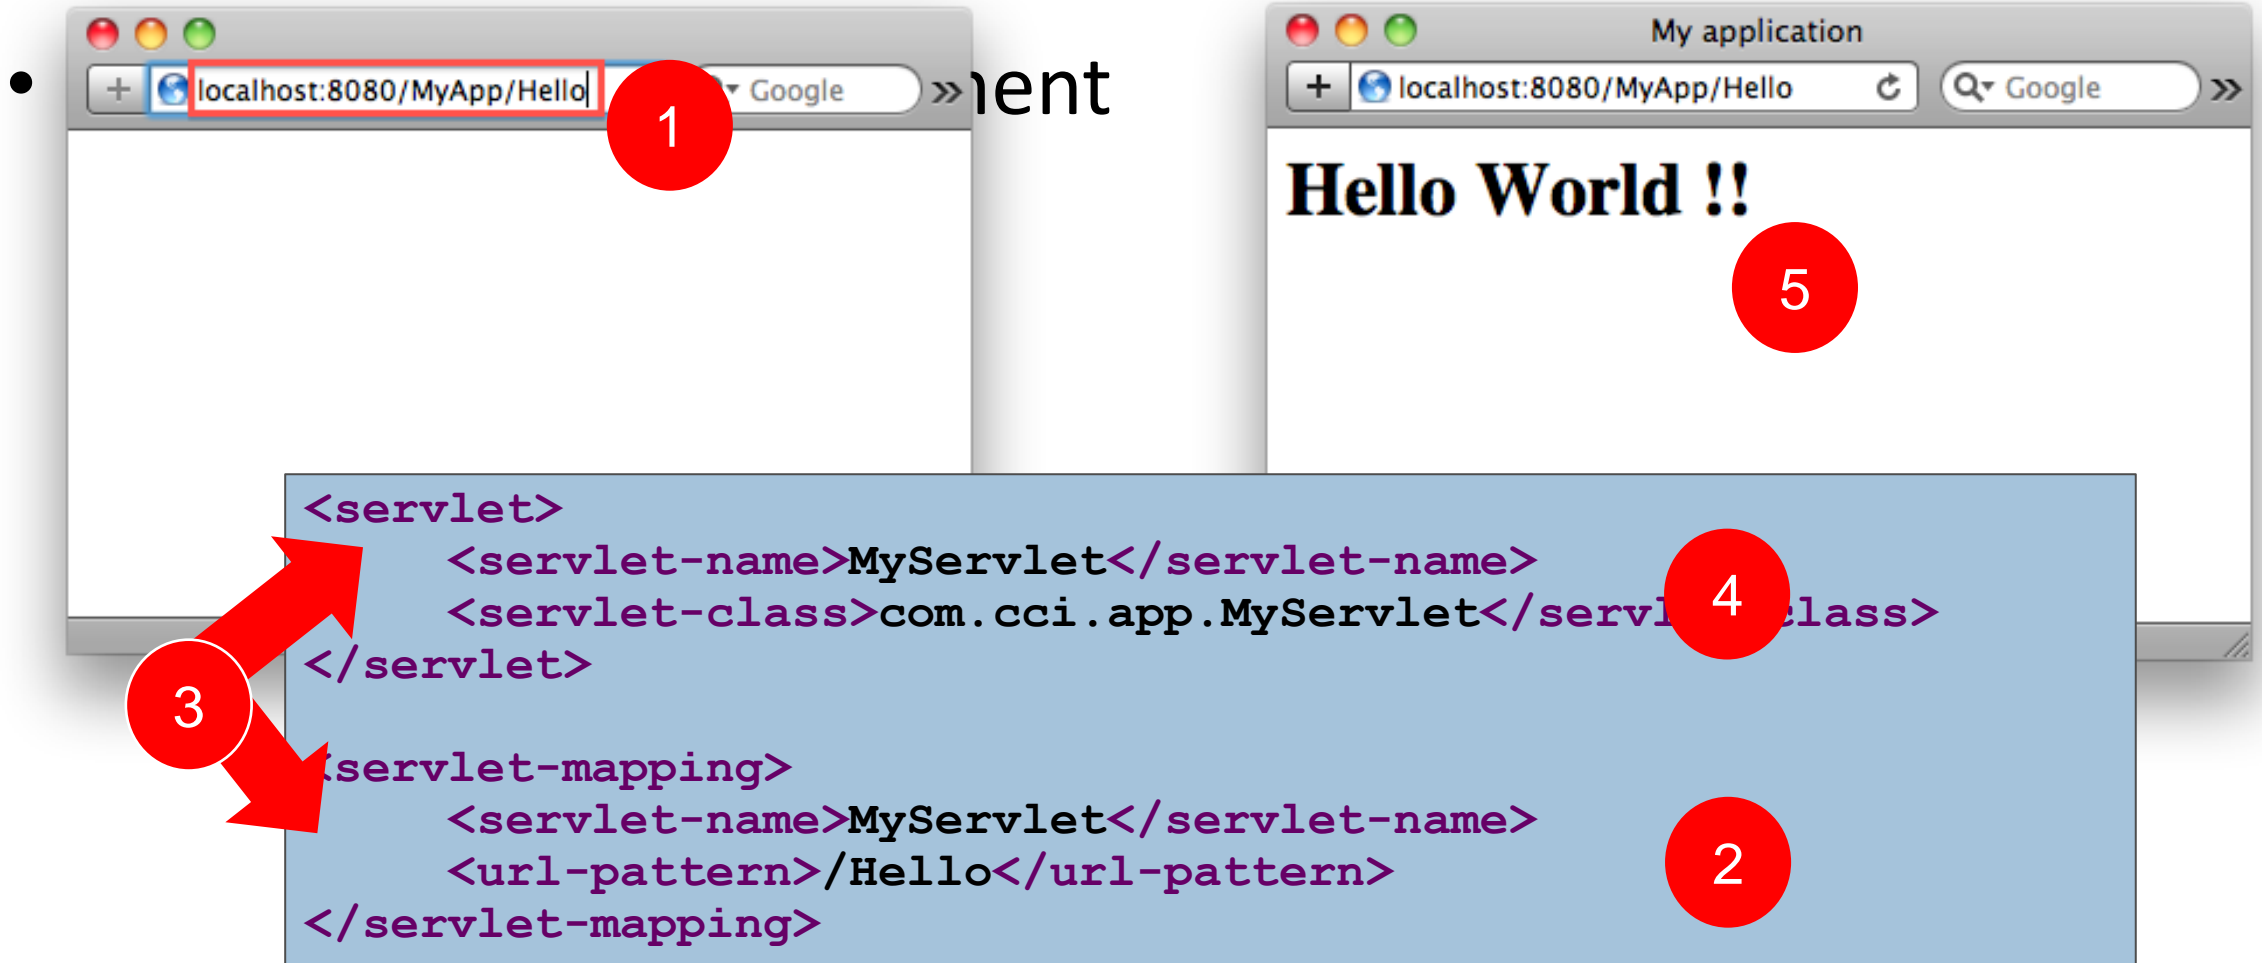 localhost:8080/MyApp/Hello
Google
1
My application
localhost:8080/MyApp/Hello
Google
Hello World !!
5
<servlet>
<servlet-name>MyServlet</servlet-name>
<servlet-class>com.cci.app.MyServlet</servl class>
4
</servlet>
3
servlet-mapping>
<servlet-name>MyServlet</servlet-name>
<url-pattern>/Hello</url-pattern>
2
</servlet-mapping>